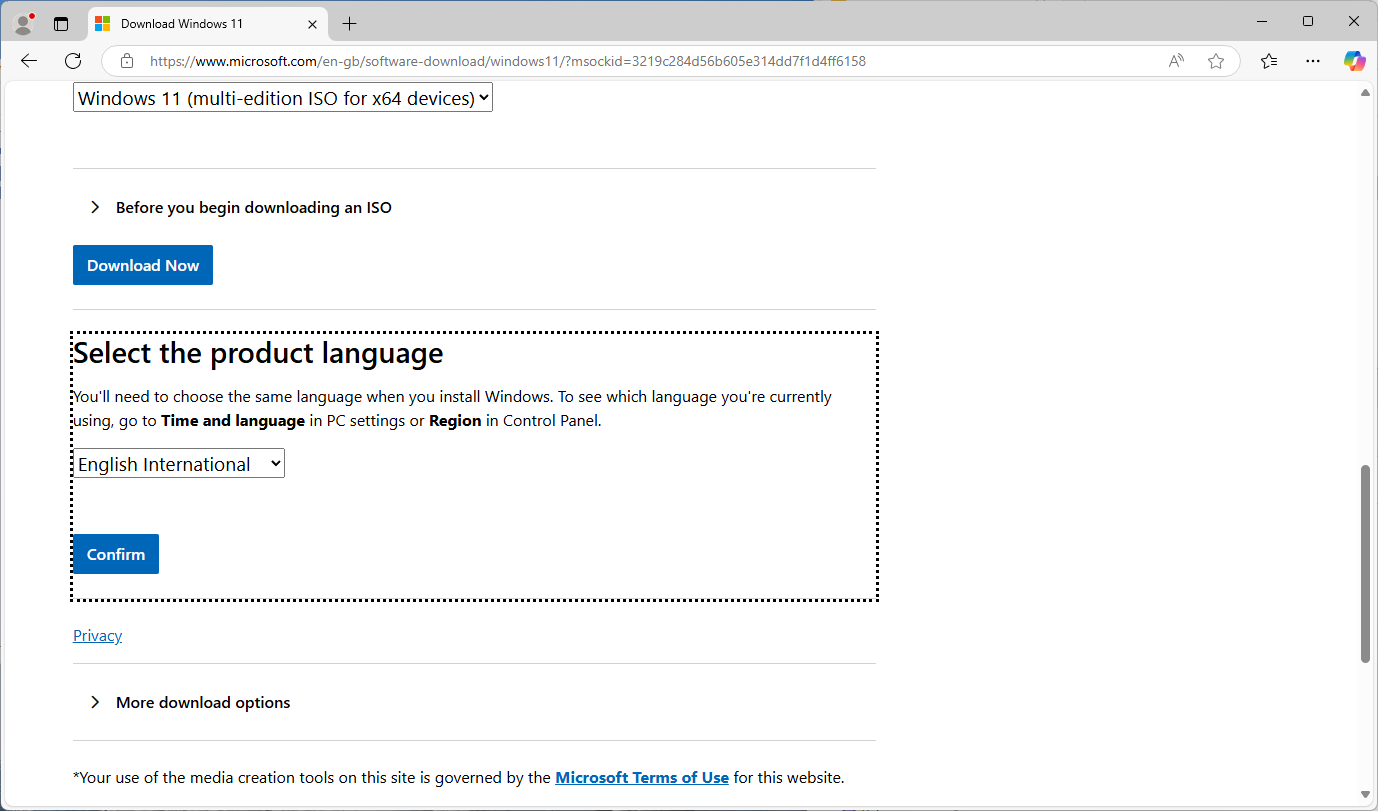 Download Windows 11
https://www.microsoft.com/en-gb/software-download/windows11/?msockid=3219c284d56b605e314dd7f1d4ff6158
Windows 11 (multi-edition ISO for x64 devices)
Before you begin downloading an ISO
Download Now
Select the product language
You'll need to choose the same language when you install Windows. To see which language you're currently
using, go to Time and language in PC settings or Region in Control Panel.
English International
Confirm
Privacy
More download options
*Your use of the media creation tools on this site is governed by the Microsoft Terms of Use for this website.